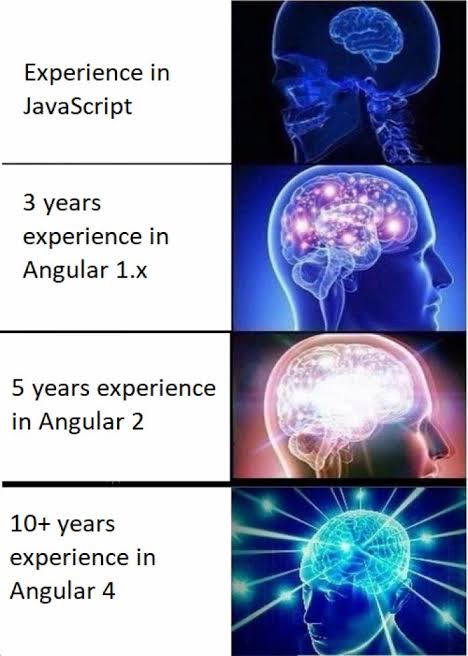 Experience in
JavaScript
3 years
experience in
Angular 1.x
5 years experience
in Angular 2
10+ years
experience in
Angular 4